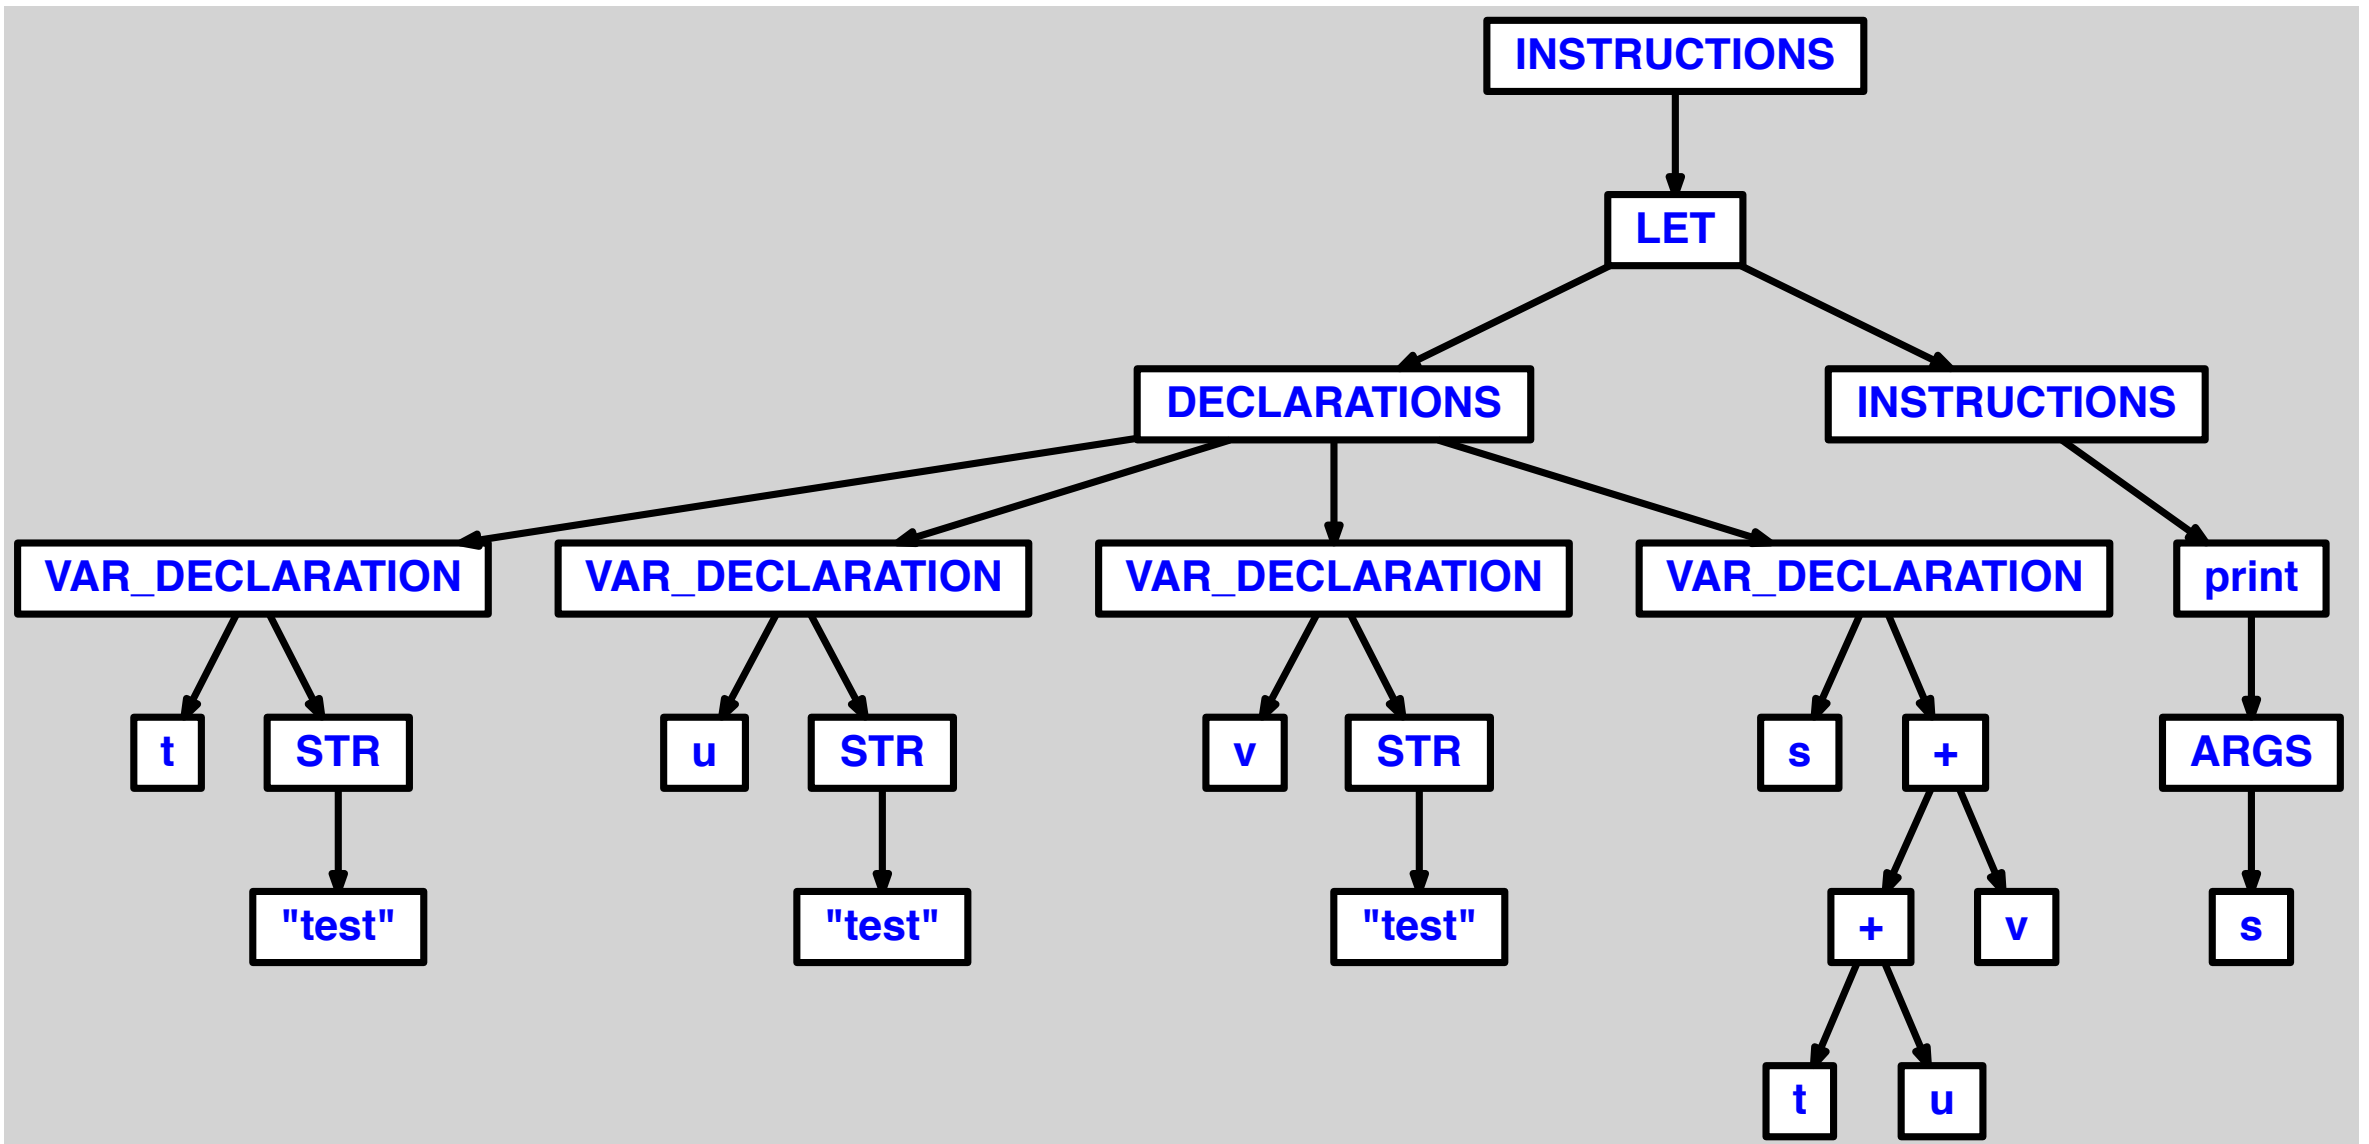 INSTRUCTIONS
LET
DECLARATIONS INSTRUCTIONS
VAR_DECLARATION VAR_DECLARATION VAR_DECLARATION VAR_DECLARATION print
t STR u STR v STR s + ARGS
"test" "test" "test" + v s
t u